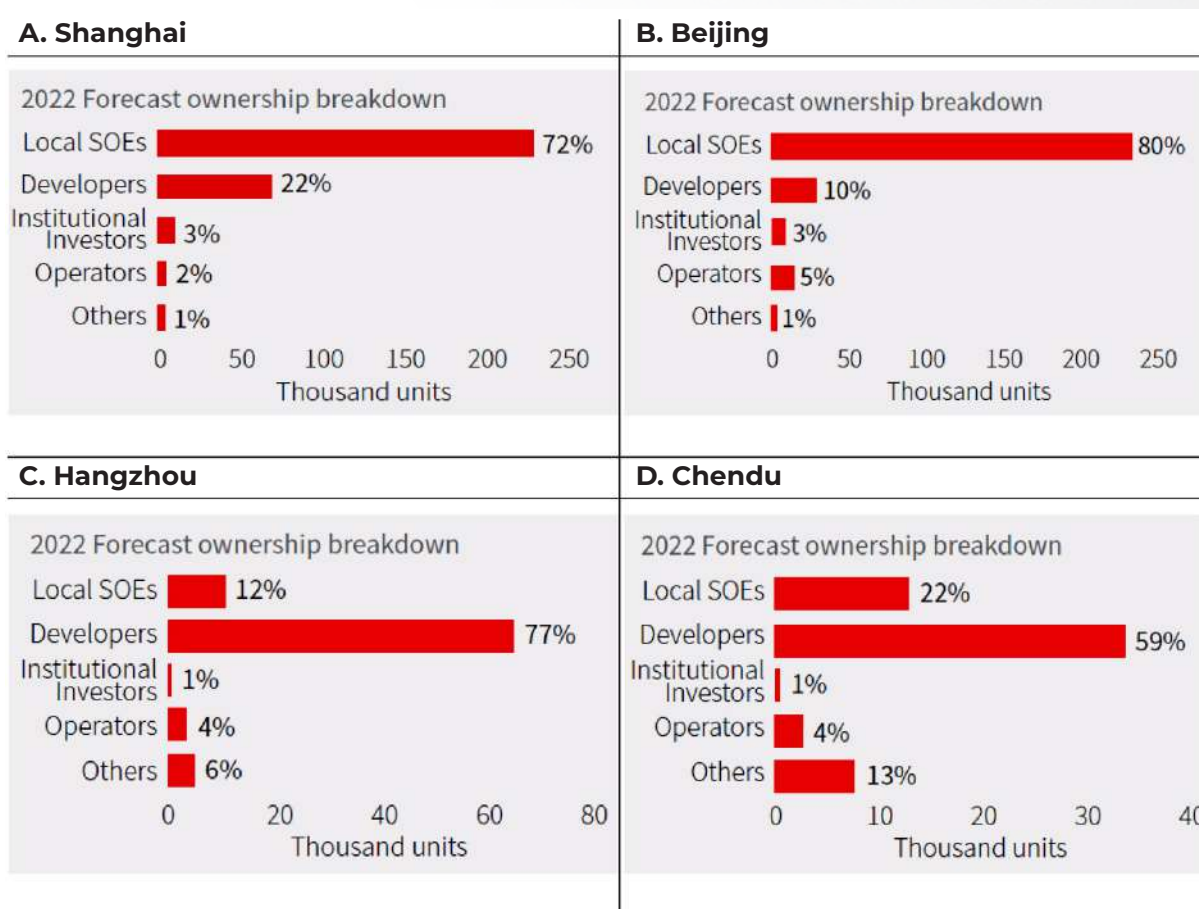 A. Shanghai
2022 Forecast ownership breakdown
Local SOEs 72%
Developers 22%
Institutional
Investors 3%
Operators 2%
Others 1%
0 50 100 150 200 250
Thousand units
B. Beijing
2022 Forecast ownership breakdown
Local SOEs 80%
Developers 10%
Institutional
Investors 3%
Operators 5%
Others 1%
0 50 100 150 200 250
Thousand units
C. Hangzhou
2022 Forecast ownership breakdown
Local SOEs 12%
Developers 77%
Institutional
Investors 1%
Operators 4%
Others 6%
0 20 40 60 80
Thousand units
D. Chendu
2022 Forecast ownership breakdown
Local SOEs 22%
Developers 59%
Institutional
Investors 1%
Operators 4%
Others 13%
0 10 20 30 40
Thousand units